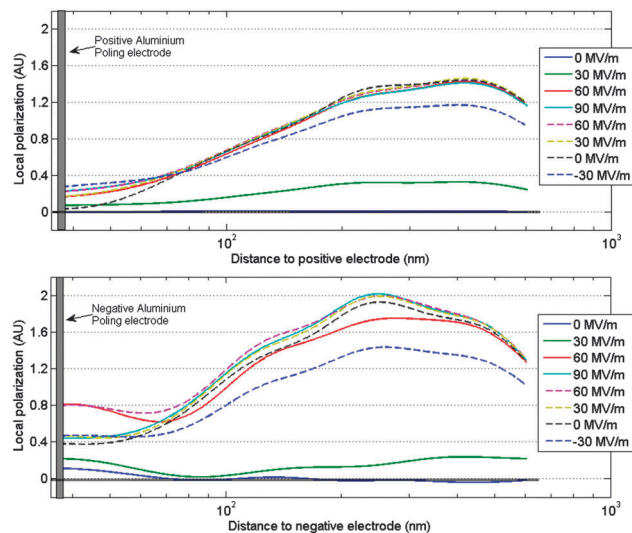 Local polarization (AU)
2
1.6
1.2
0.8
0.4
0
Positive Aluminium
Poling electrode
0 MV/m
30 MV/m
60 MV/m
90 MV/m
60 MV/m
30 MV/m
0 MV/m
-30 MV/m
10²
10³
Distance to positive electrode (nm)
Local polarization (AU)
2
1.6
1.2
0.8
0.4
0
Negative Aluminium
Poling electrode
0 MV/m
30 MV/m
60 MV/m
90 MV/m
60 MV/m
30 MV/m
0 MV/m
-30 MV/m
10²
10³
Distance to negative electrode (nm)